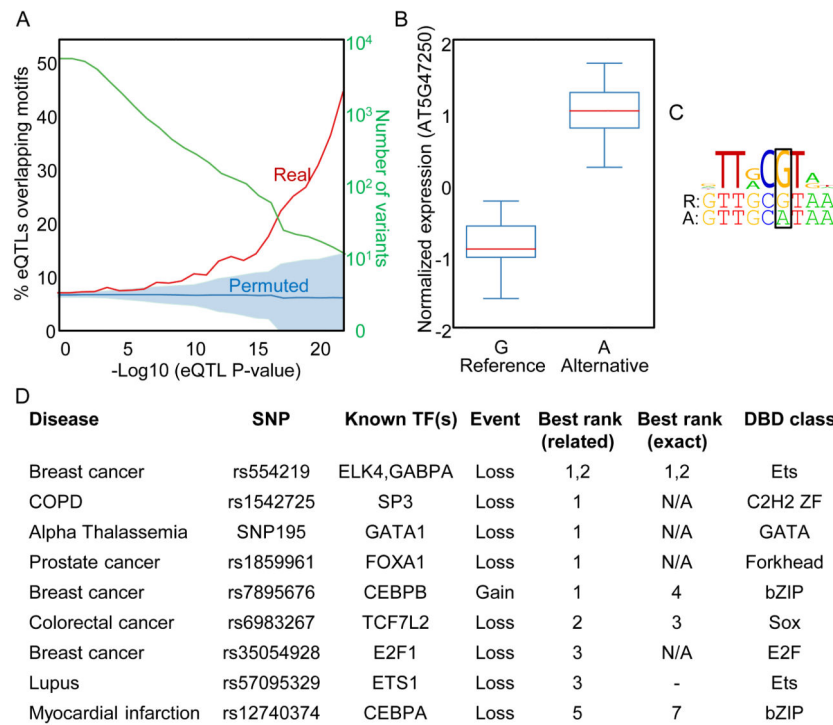 A
% eQTLs overlapping motifs
50
40
30
20
10
0
10^4
10^3
10^2
10^1
0
Number of variants
Real
Permuted
0 5 10 15 20
-Log10 (eQTL P-value)
B
Normalized expression (AT5G47250)
2
1
0
-1
-2
G A
Reference Alternative
C
R: GTTGCGTAA
A: GTTGCATAA
D
Disease SNP Known TF(s) Event Best rank (related) Best rank (exact) DBD class
Breast cancer rs554219 ELK4,GABPA Loss 1,2 1,2 Ets
COPD rs1542725 SP3 Loss 1 N/A C2H2 ZF
Alpha Thalassemia SNP195 GATA1 Loss 1 N/A GATA
Prostate cancer rs1859961 FOXA1 Loss 1 N/A Forkhead
Breast cancer rs7895676 CEBPB Gain 1 4 bZIP
Colorectal cancer rs6983267 TCF7L2 Loss 2 3 Sox
Breast cancer rs35054928 E2F1 Loss 3 N/A E2F
Lupus rs57095329 ETS1 Loss 3 - Ets
Myocardial infarction rs12740374 CEBPA Loss 5 7 bZIP